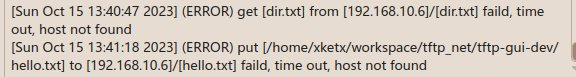 [Sun Oct 15 13:40:47 2023] (ERROR) get [dir.txt] from [192.168.10.6]/[dir.txt] faild, time
out, host not found
[Sun Oct 15 13:41:18 2023] (ERROR) put [/home/xketx/workspace/tftp_net/tftp-gui-dev/
hello.txt] to [192.168.10.6]/[hello.txt] faild, time out, host not found